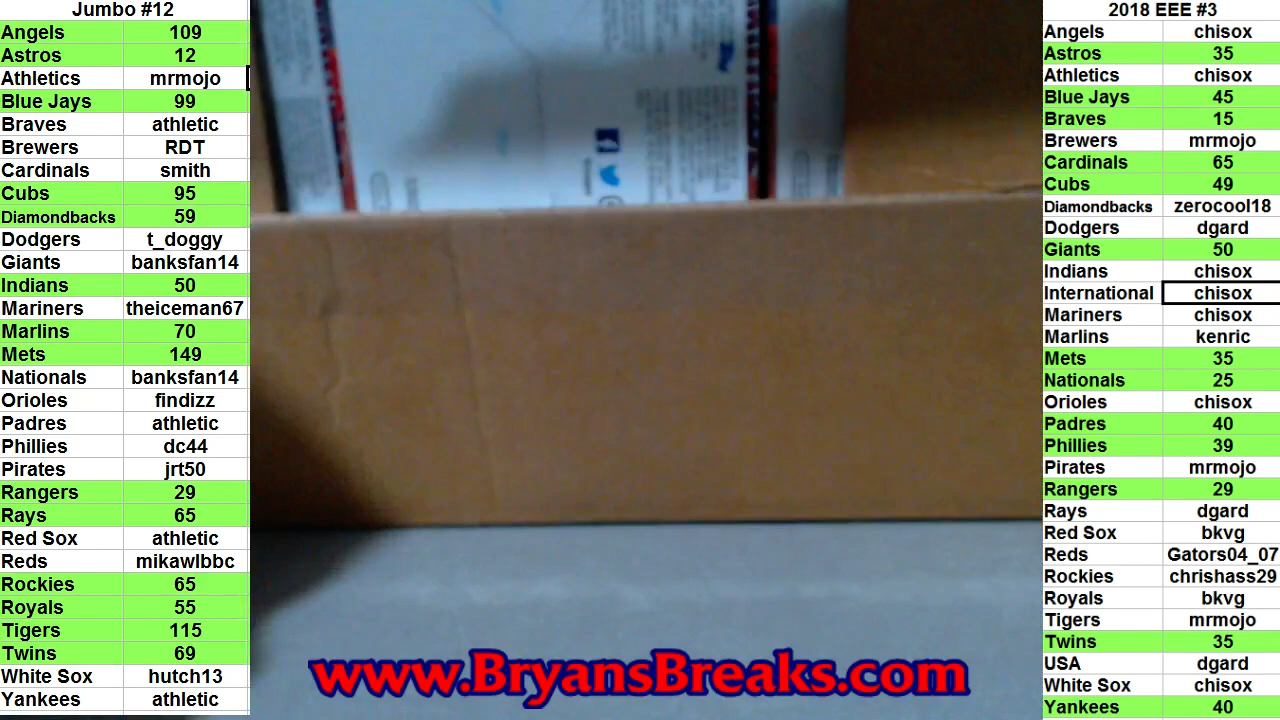 Jumbo #12
Angels 109
Astros 12
Athletics mrmojo
Blue Jays 99
Braves athletic
Brewers RDT
Cardinals smith
Cubs 95
Diamondbacks 59
Dodgers t_doggy
Giants banksfan14
Indians 50
Mariners theiceman67
Marlins 70
Mets 149
Nationals banksfan14
Orioles findizz
Padres athletic
Phillies dc44
Pirates jrt50
Rangers 29
Rays 65
Red Sox athletic
Reds mikawlbbc
Rockies 65
Royals 55
Tigers 115
Twins 69
White Sox hutch13
Yankees athletic
www.BryansBreaks.com
2018 EEE #3
Angels chisox
Astros 35
Athletics chisox
Blue Jays 45
Braves 15
Brewers mrmojo
Cardinals 65
Cubs 49
Diamondbacks zerocool18
Dodgers dgard
Giants 50
Indians chisox
International chisox
Mariners chisox
Marlins kenric
Mets 35
Nationals 25
Orioles chisox
Padres 40
Phillies 39
Pirates mrmojo
Rangers 29
Rays dgard
Red Sox bkvg
Reds Gators04_07
Rockies chrishass29
Royals bkvg
Tigers mrmojo
Twins 35
USA dgard
White Sox chisox
Yankees 40